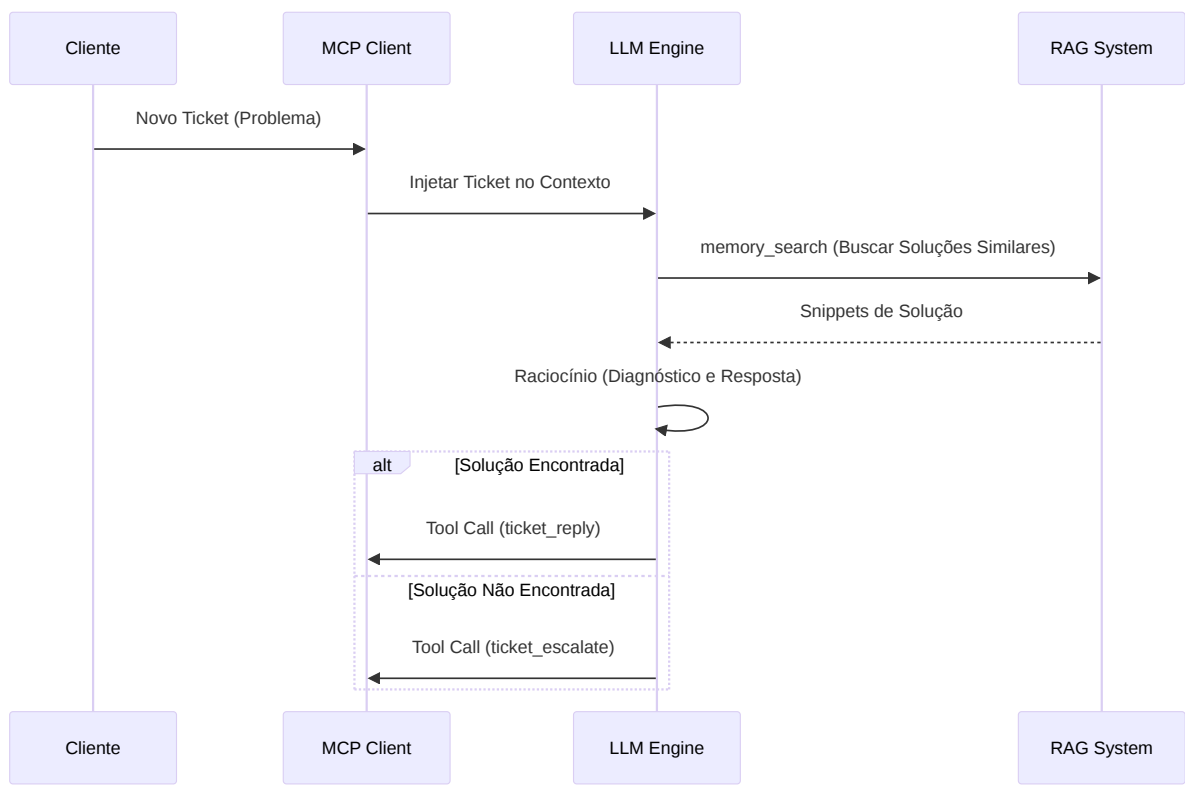 Cliente
MCP Client
LLM Engine
RAG System
Novo Ticket (Problema)
Injetar Ticket no Contexto
memory_search (Buscar Soluções Similares)
Snippets de Solução
Raciocínio (Diagnóstico e Resposta)
alt
[Solução Encontrada]
Tool Call (ticket_reply)
[Solução Não Encontrada]
Tool Call (ticket_escalate)
Cliente
MCP Client
LLM Engine
RAG System